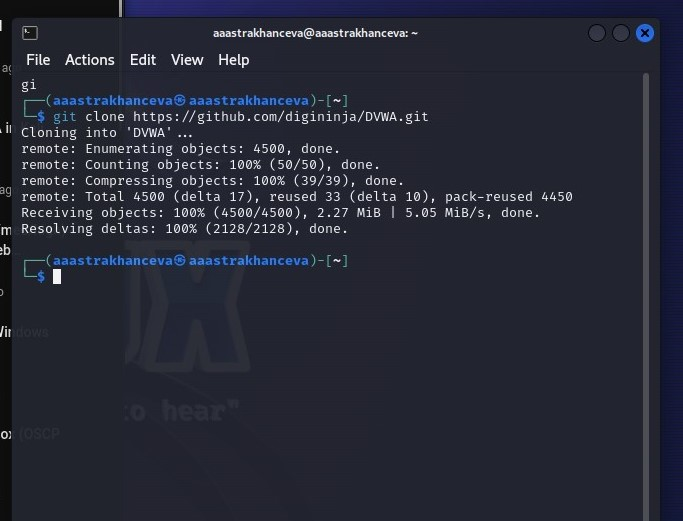 aaastrakhanceva@aaastrakhanceva: ~
File Actions Edit View Help
gi
┌──(aaastrakhanceva㉿aaastrakhanceva)-[~]
└─$ git clone https://github.com/digininja/DVWA.git
Cloning into 'DVWA'...
remote: Enumerating objects: 4500, done.
remote: Counting objects: 100% (50/50), done.
remote: Compressing objects: 100% (39/39), done.
remote: Total 4500 (delta 17), reused 33 (delta 10), pack-reused 4450
Receiving objects: 100% (4500/4500), 2.27 MiB | 5.05 MiB/s, done.
Resolving deltas: 100% (2128/2128), done.
┌──(aaastrakhanceva㉿aaastrakhanceva)-[~]
└─$
to hear"
(OSCP